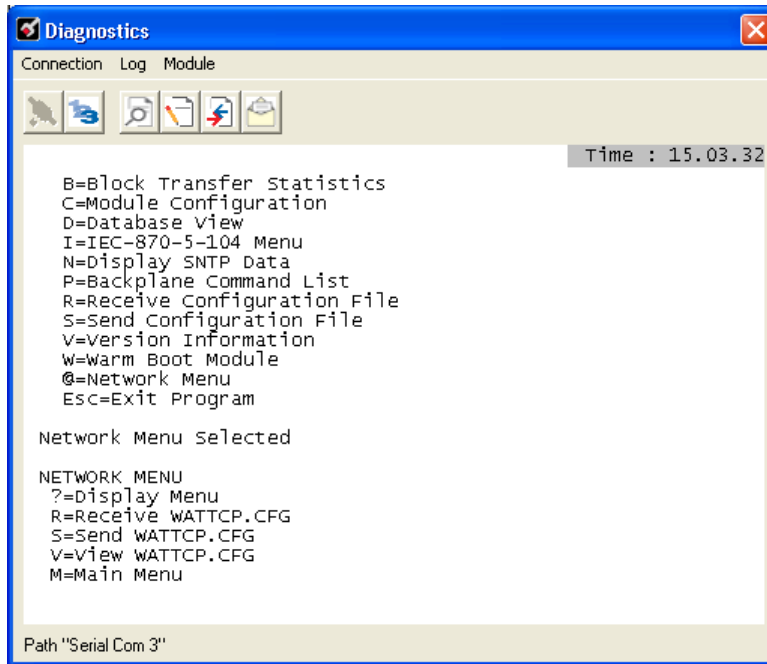 Diagnostics
Connection Log Module
Time : 15.03.32
B=Block Transfer Statistics
C=Module Configuration
D=Database View
I=IEC-870-5-104 Menu
N=Display SNTP Data
P=Backplane Command List
R=Receive Configuration File
S=Send Configuration File
V=Version Information
W=Warm Boot Module
@=Network Menu
Esc=Exit Program
Network Menu Selected
NETWORK MENU
?=Display Menu
R=Receive WATTCP.CFG
S=Send WATTCP.CFG
V=View WATTCP.CFG
M=Main Menu
Path "Serial Com 3"